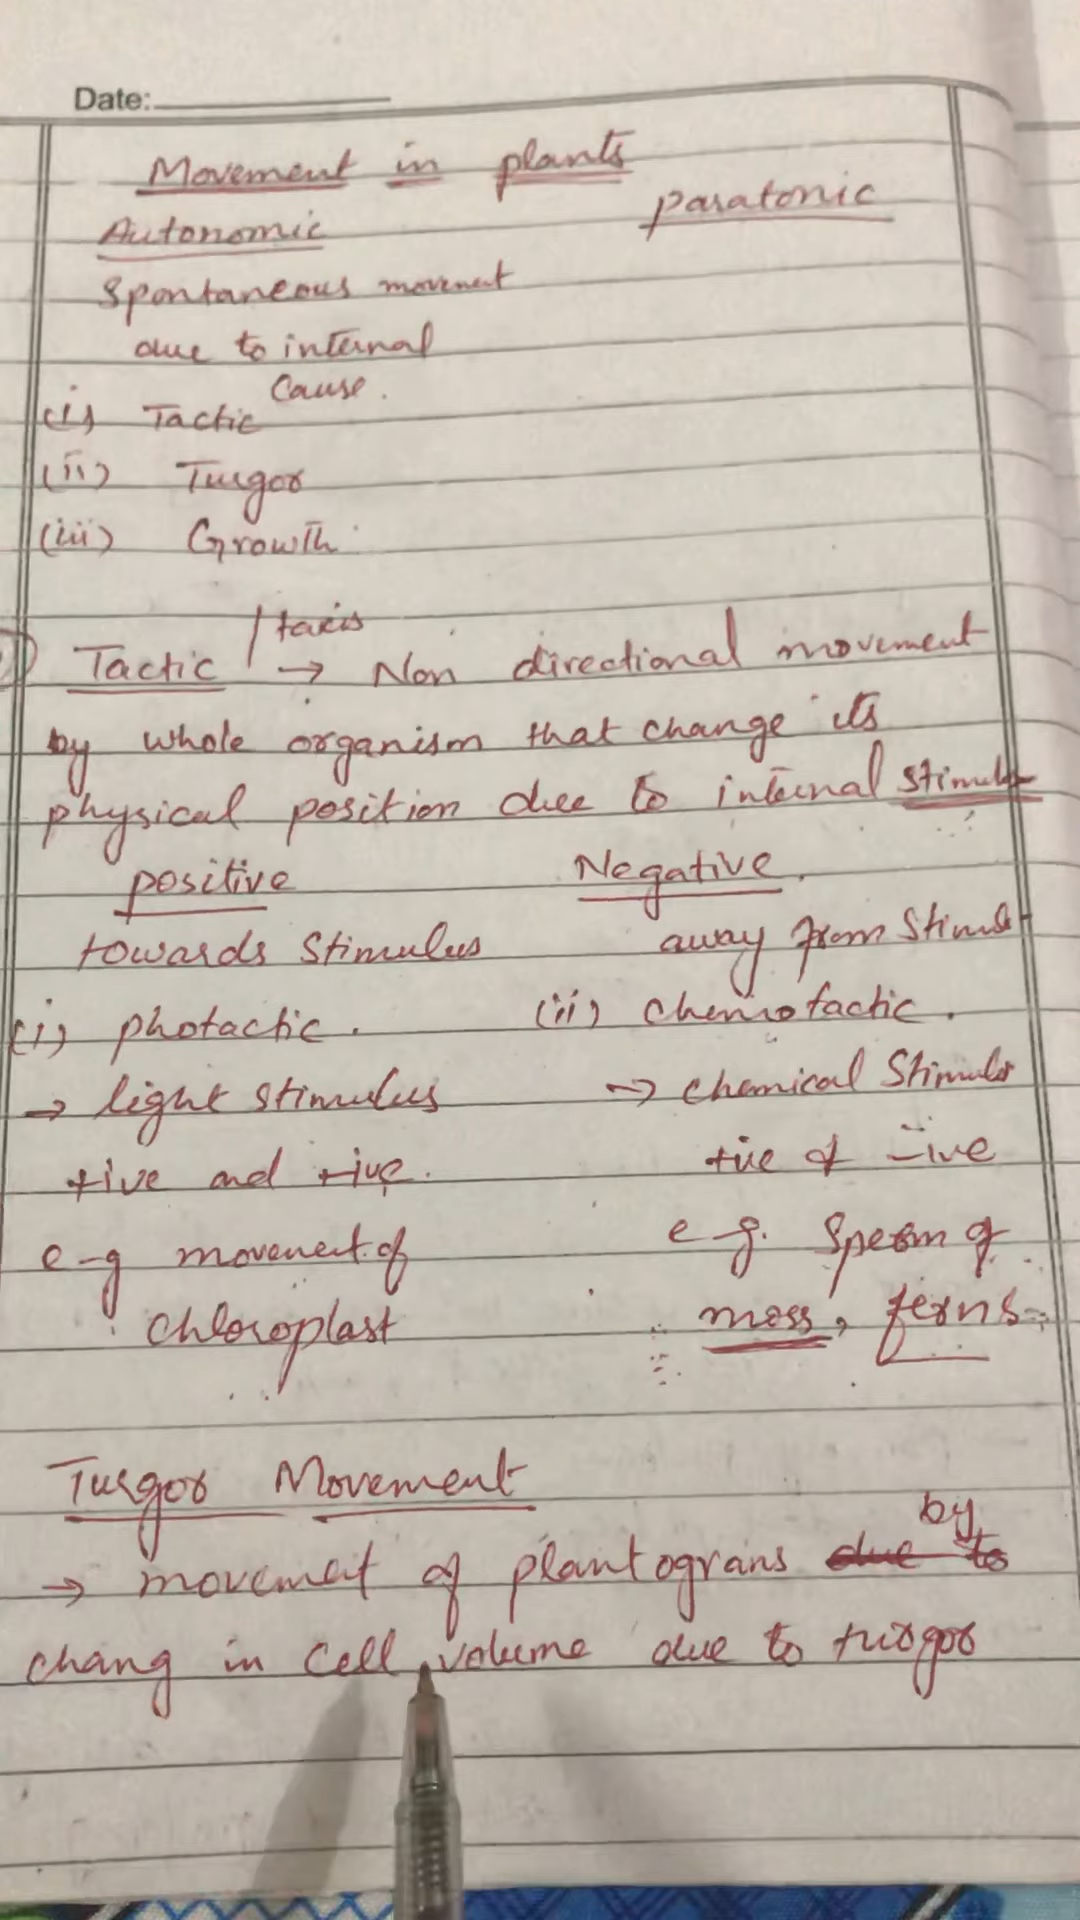 Date:
Movement in plants
Autonomic paratonic
Spontaneous movement
due to internal
Cause.
(i) Tactic
(ii) Turgor
(iii) Growth
Tactic / taxis → Non directional movement
by whole organism that change its
physical position due to internal
positive Negative.
towards Stimulus away from
(i) photactic. (ii) chemotactic.
→ light stimulus → chemical
+ive and +ive. +ive of -ive
e-g movement of e-g. Sperm of
chloroplast moss, ferns
Turgor Movement
→ movement of plant ograns due to by
chang in cell volume due to turgor